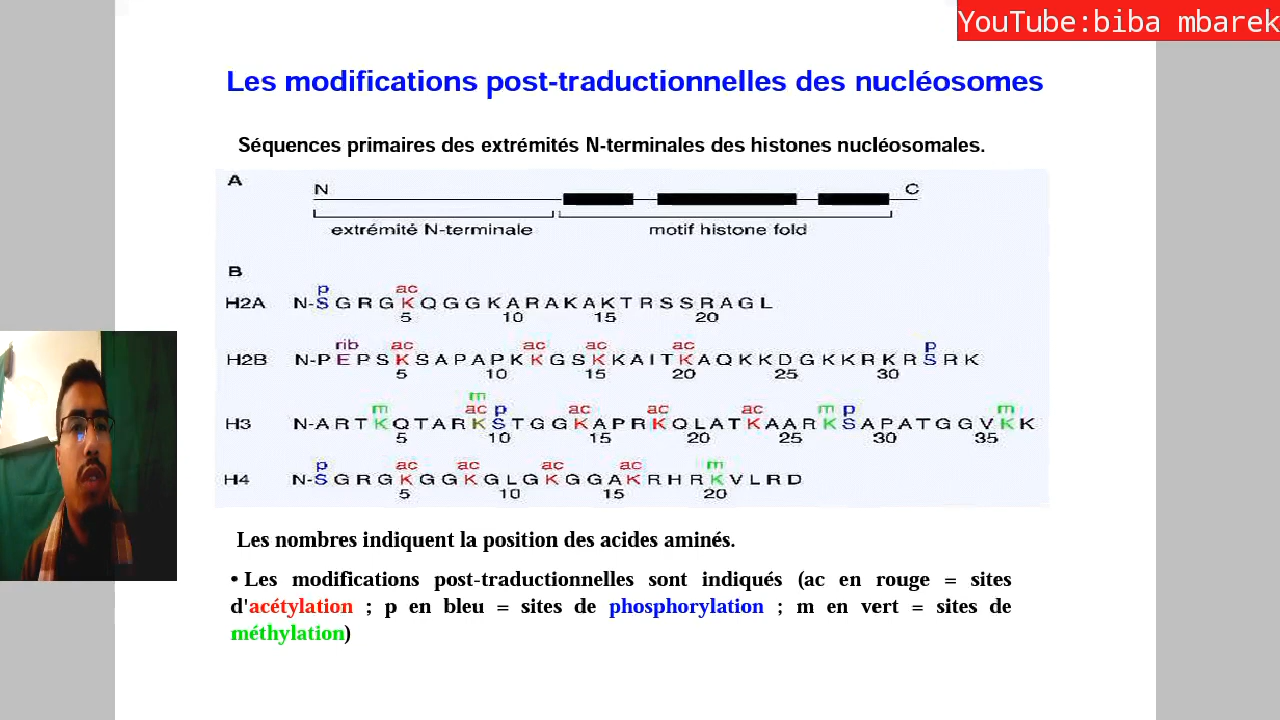 YouTube:biba mbarek
Les modifications post-traductionnelles des nucléosomes
Séquences primaires des extrémités N-terminales des histones nucléosomales.
A
N C
extrémité N-terminale motif histone fold
B
p ac
H2A N-SGRGKQGGKARAKAKTRSSRAGL
5 10 15 20
rib ac ac ac ac p
H2B N-PEPSKSAPAPKKGSKKAITKAQKKDGKKRKRSRK
5 10 15 20 25 30
m
m ac p ac ac ac m p m
H3 N-ARTKQTARKSTGGKAPRKQLATKAARKSAPATGGVKK
5 10 15 20 25 30 35
p ac ac ac ac m
H4 N-SGRGKGGKGLGKGGAKRHRKVLRD
5 10 15 20
Les nombres indiquent la position des acides aminés.
• Les modifications post-traductionnelles sont indiqués (ac en rouge = sites
d'acétylation ; p en bleu = sites de phosphorylation ; m en vert = sites de
méthylation)